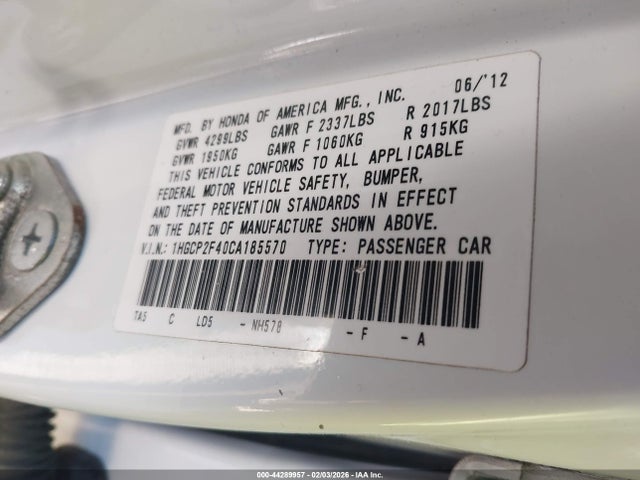 MFD. BY HONDA OF AMERICA MFG., INC. 06/'12
GVWR 4299LBS GAWR F 2337LBS R 2017LBS
GVWR 1950KG GAWR F 1060KG R 915KG
THIS VEHICLE CONFORMS TO ALL APPLICABLE
FEDERAL MOTOR VEHICLE SAFETY, BUMPER,
AND THEFT PREVENTION STANDARDS IN EFFECT
ON THE DATE OF MANUFACTURE SHOWN ABOVE.
V.I.N.: 1HGCP2F40CA185570 TYPE: PASSENGER CAR
TA5 C LD5 - NH578 - F - A
000-44289957 - 02/03/2026 - IAA Inc.